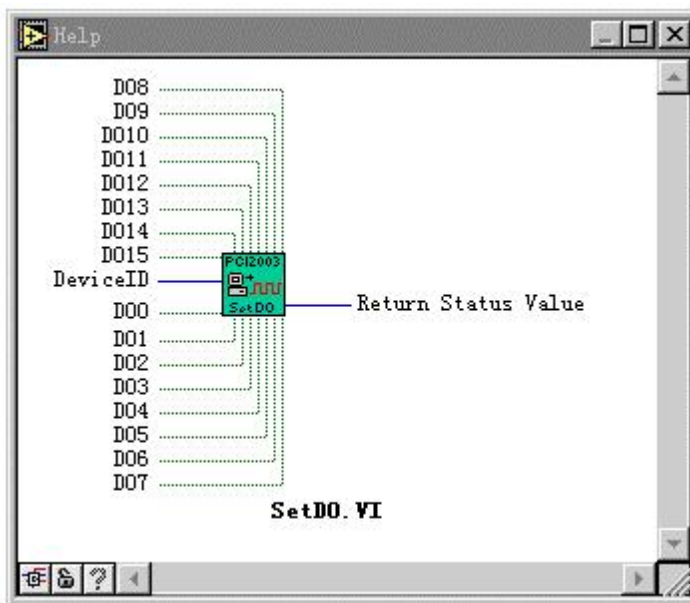 Help
DO8
DO9
DO10
DO11
DO12
DO13
DO14
DO15
PCI2003
DeviceID
SetDO
Return Status Value
DO0
DO1
DO2
DO3
DO4
DO5
DO6
DO7
SetDO.VI
?